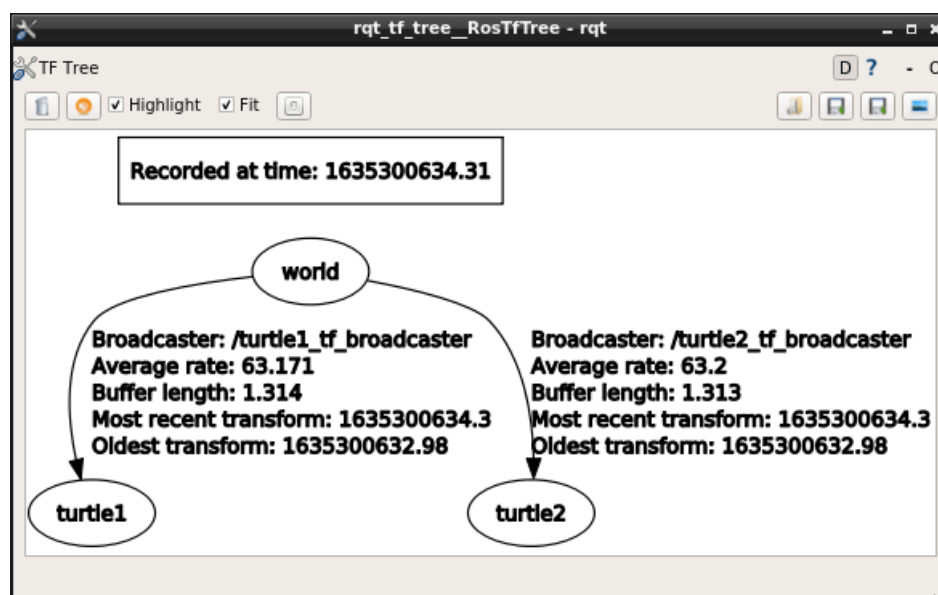 rqt_tf_tree__RosTfTree - rqt
TF Tree
D ? - O
Highlight Fit
Recorded at time: 1635300634.31
world
Broadcaster: /turtle1_tf_broadcaster
Average rate: 63.171
Buffer length: 1.314
Most recent transform: 1635300634.3
Oldest transform: 1635300632.98
Broadcaster: /turtle2_tf_broadcaster
Average rate: 63.2
Buffer length: 1.313
Most recent transform: 1635300634.3
Oldest transform: 1635300632.98
turtle1
turtle2